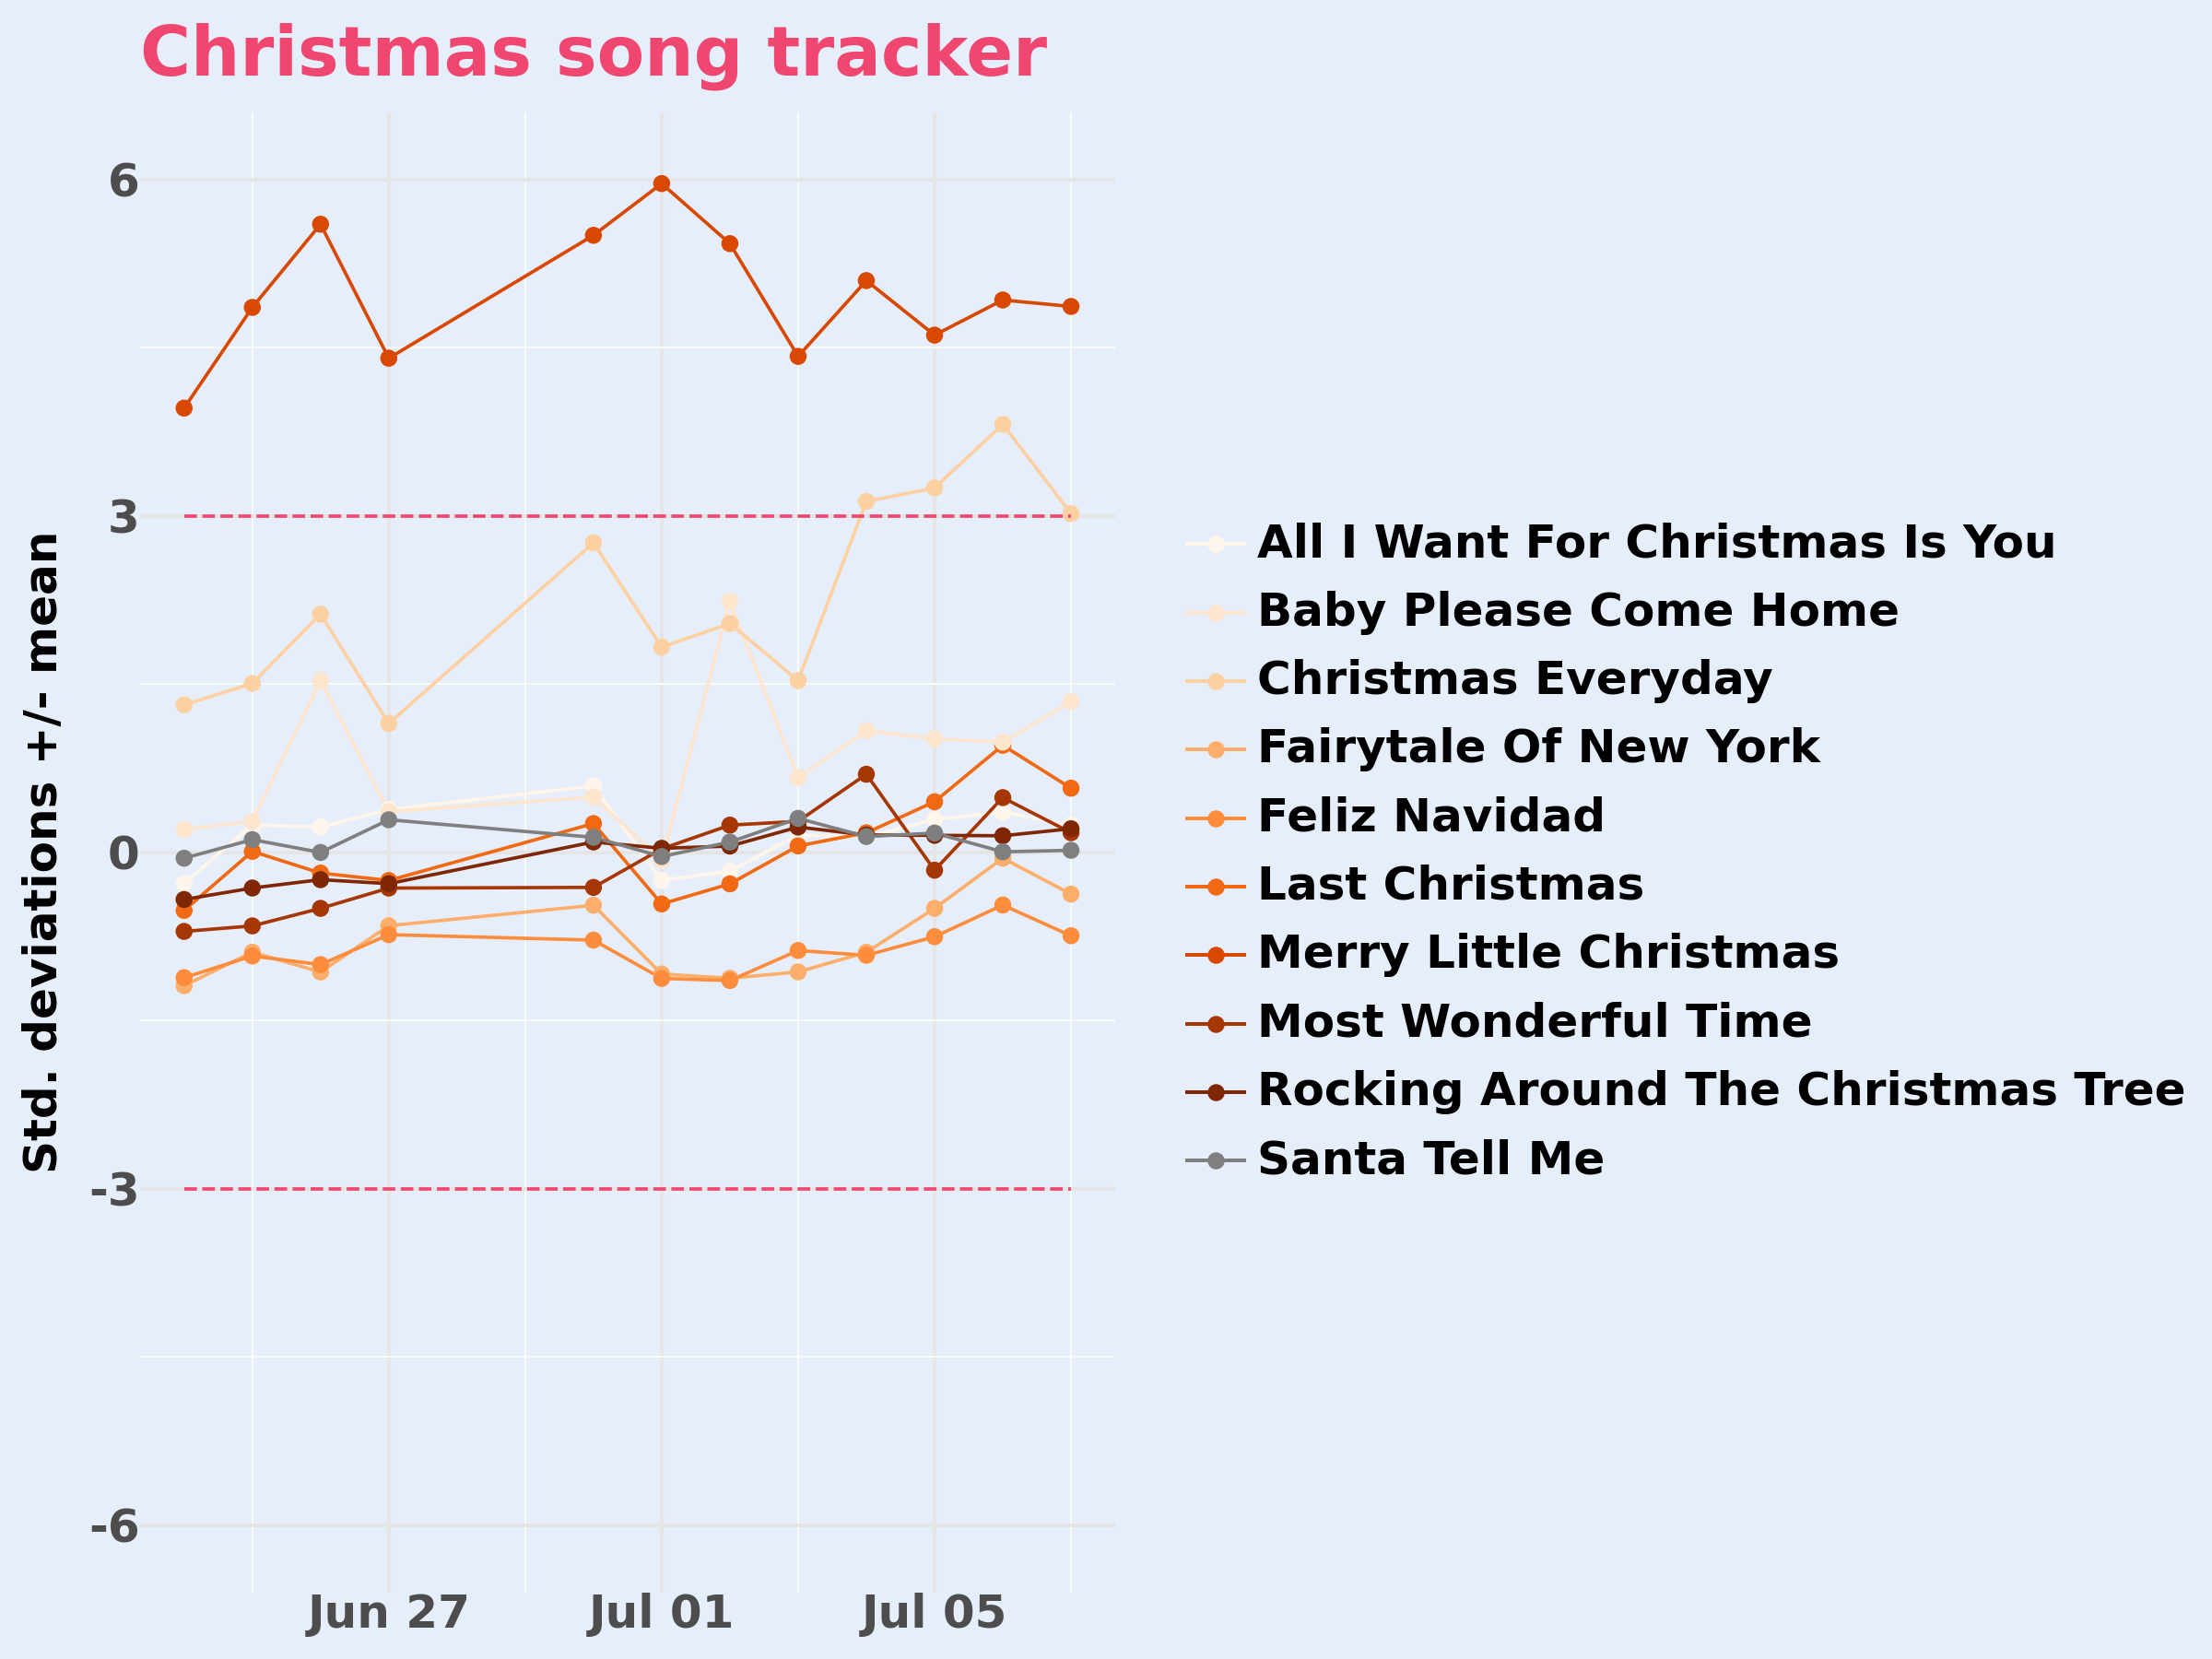 Christmas song tracker
Std. deviations +/- mean
6
3
0
-3
-6
Jun 27
Jul 01
Jul 05
All I Want For Christmas Is You
Baby Please Come Home
Christmas Everyday
Fairytale Of New York
Feliz Navidad
Last Christmas
Merry Little Christmas
Most Wonderful Time
Rocking Around The Christmas Tree
Santa Tell Me